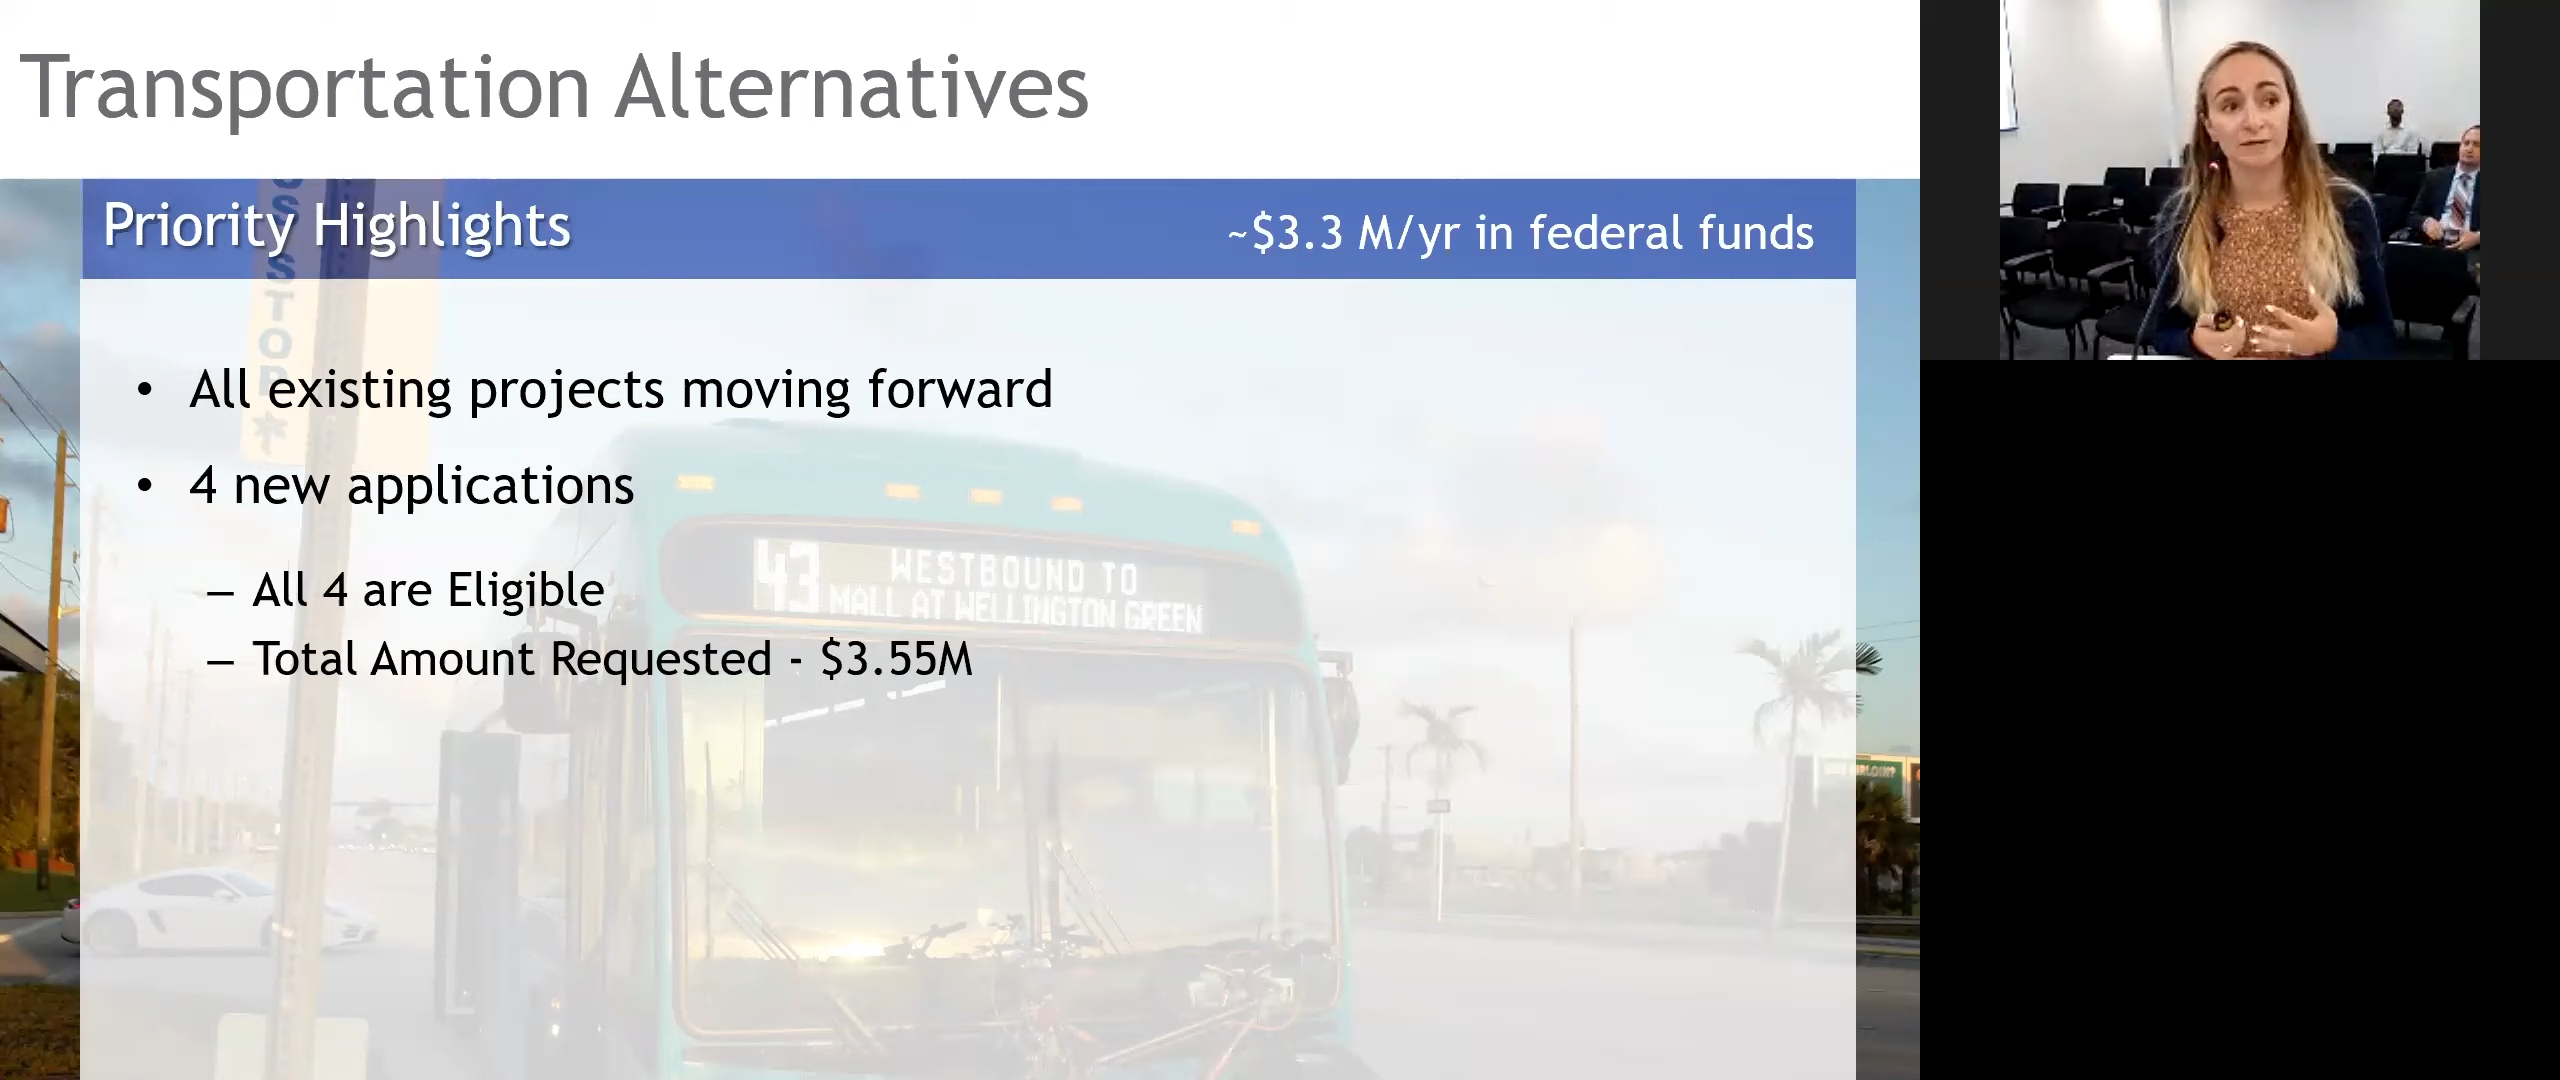 Transportation Alternatives
Priority Highlights
~$3.3 M/yr in federal funds
• All existing projects moving forward
• 4 new applications
– All 4 are Eligible
– Total Amount Requested - $3.55M
STOP
43 WESTBOUND TO
MALL AT WELLINGTON GREEN